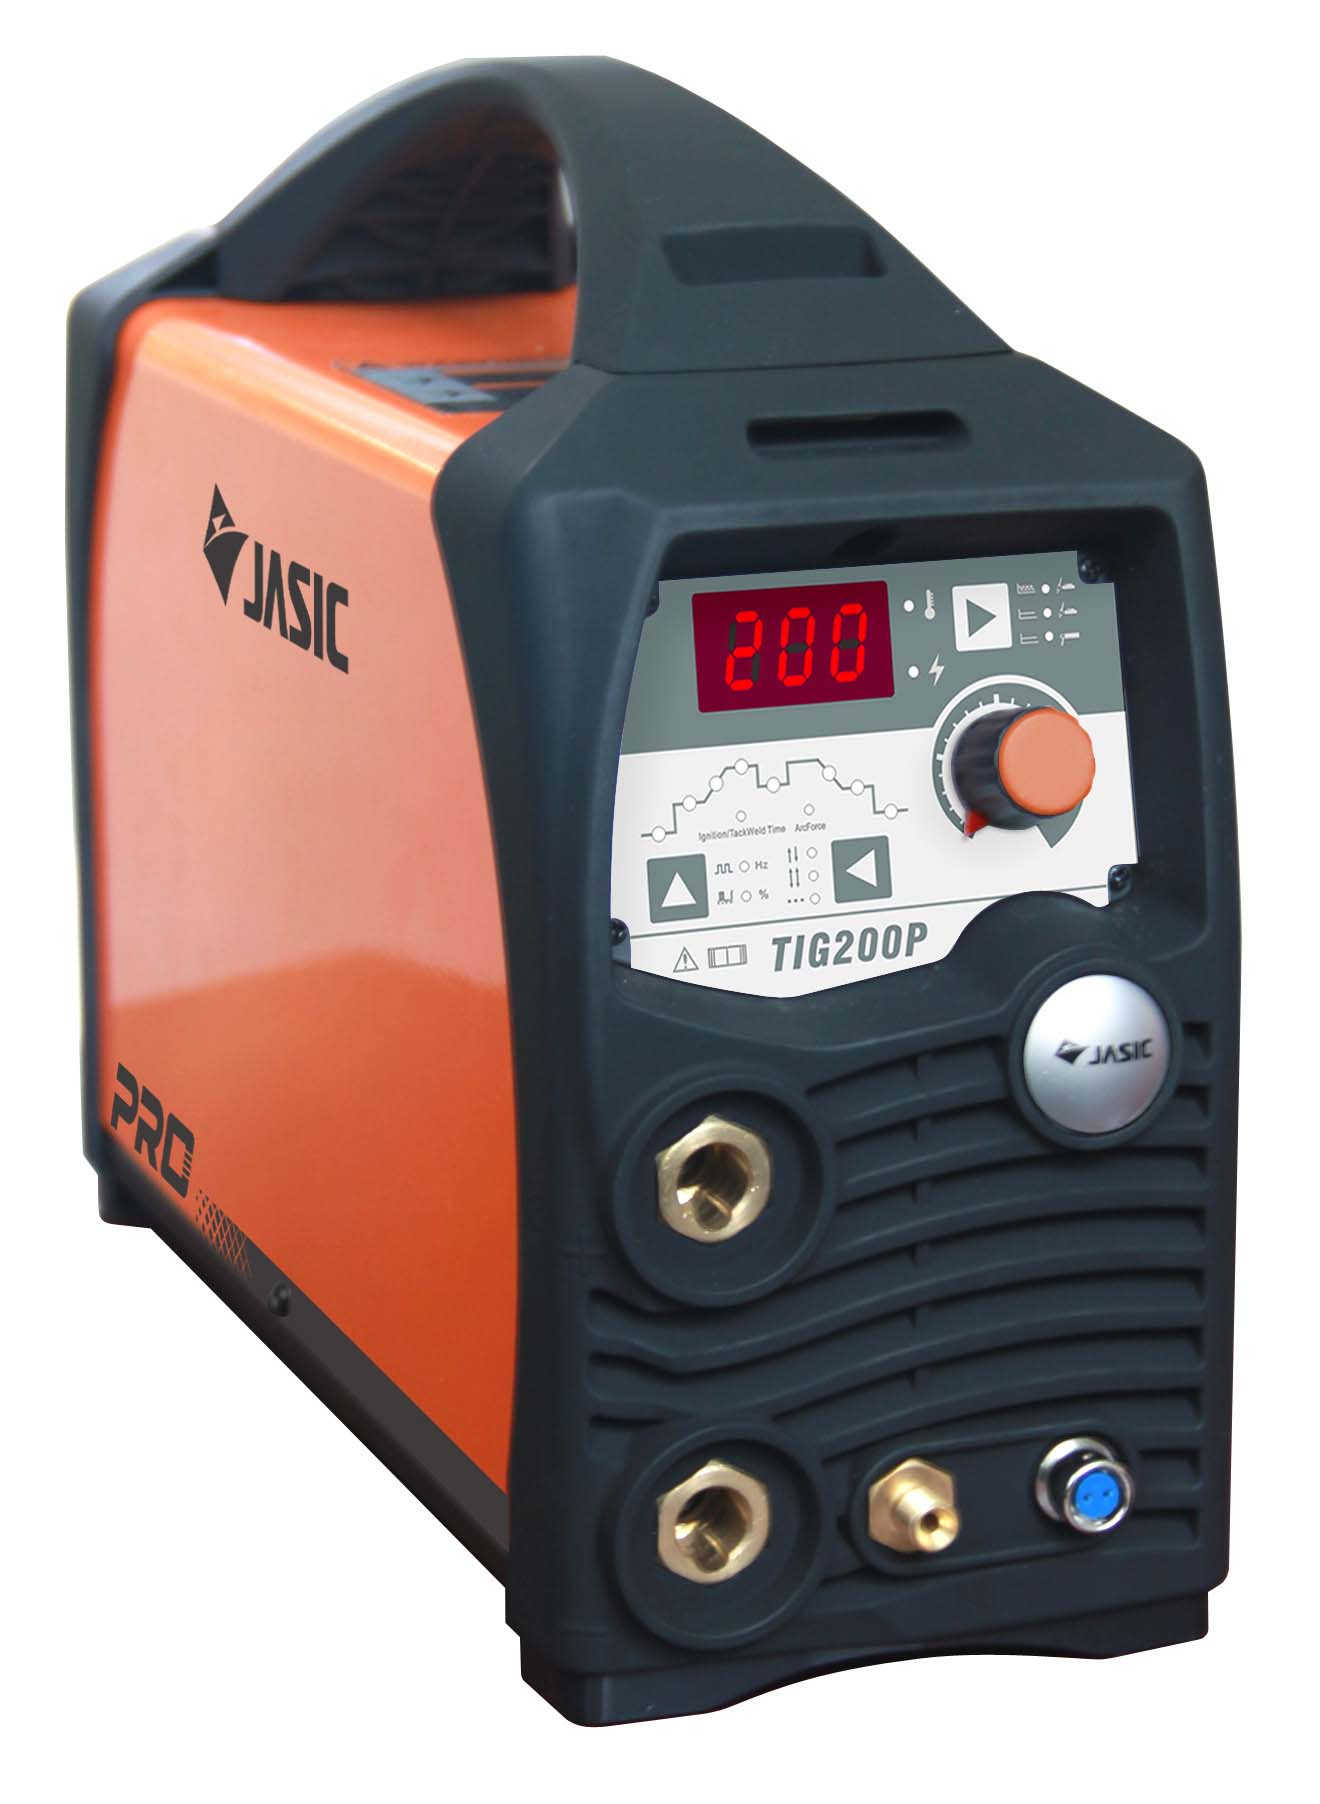 JASIC
PRO
200
Ignition/TackWeld Time
ArcForce
Hz
%
TIG200P
JASIC